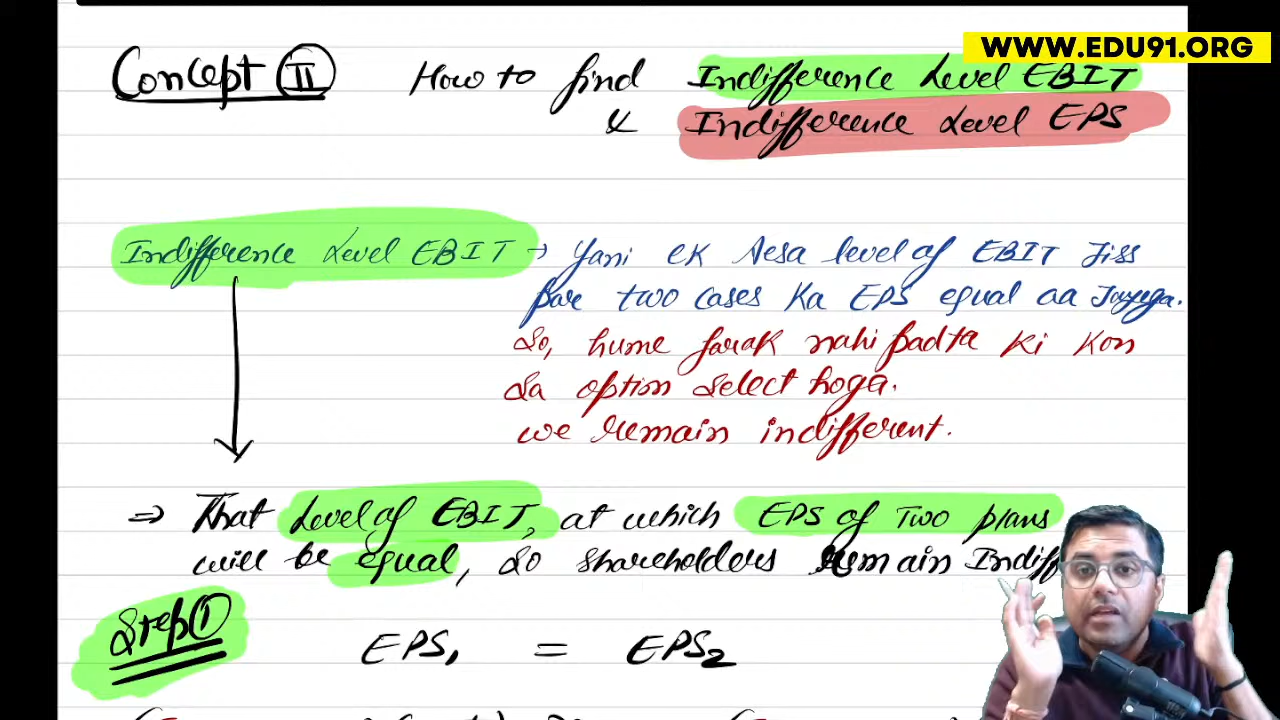 WWW.EDU91.ORG
Concept II How to find Indifference Level EBIT
& Indifference Level EPS
Indifference Level EBIT → Yani ek Aesa level of EBIT Jiss
par two cases Ka EPS equal aa Jayega.
So, hume farak nahi padta Ki Kon
Sa option select hoga.
we remain indifferent.
⇒ That Level of EBIT, at which EPS of Two plans
will be equal, So shareholders remain Indiff
Step 1
EPS₁ = EPS₂